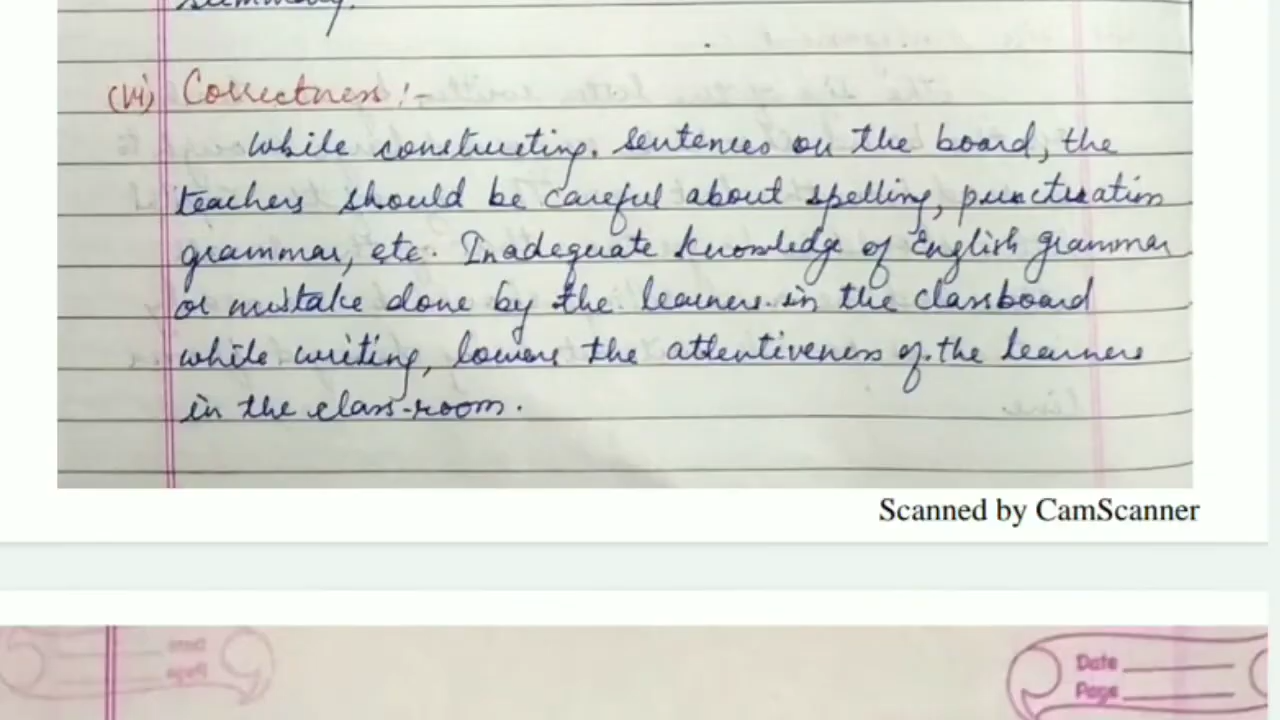 summary.
(vi) Correctness :-
While constructing. sentences on the board, the
teachers should be careful about spelling, punctuation
grammar, etc. Inadequate knowledge of English grammar
or mistake done by the learners in the classboard
while writing, lowers the attentiveness of the learners
in the class-room.
Scanned by CamScanner
Date
Page